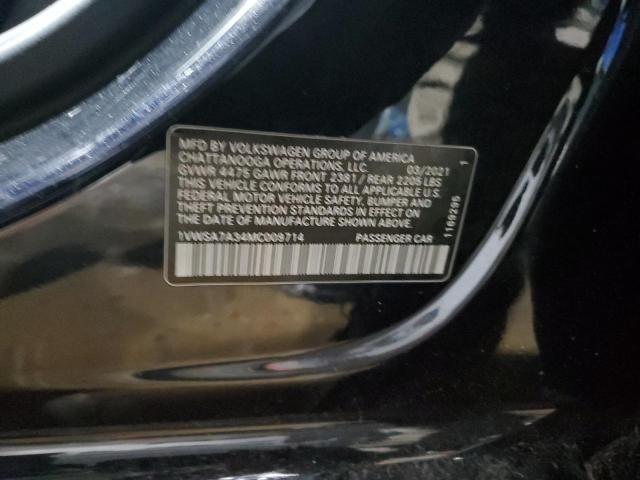 MFD BY VOLKSWAGEN GROUP OF AMERICA
CHATTANOOGA OPERATIONS, LLC. 03/2021
GVWR 4475 GAWR FRONT 2381/REAR 2205 LBS
THIS VEHICLE CONFORMS TO ALL APPLICABLE U.S.
FEDERAL MOTOR VEHICLE SAFETY, BUMPER AND
THEFT PREVENTION STANDARDS IN EFFECT ON
THE DATE OF MANUFACTURE SHOWN ABOVE.
1VWSA7A34MC009714 PASSENGER CAR
1169295 1